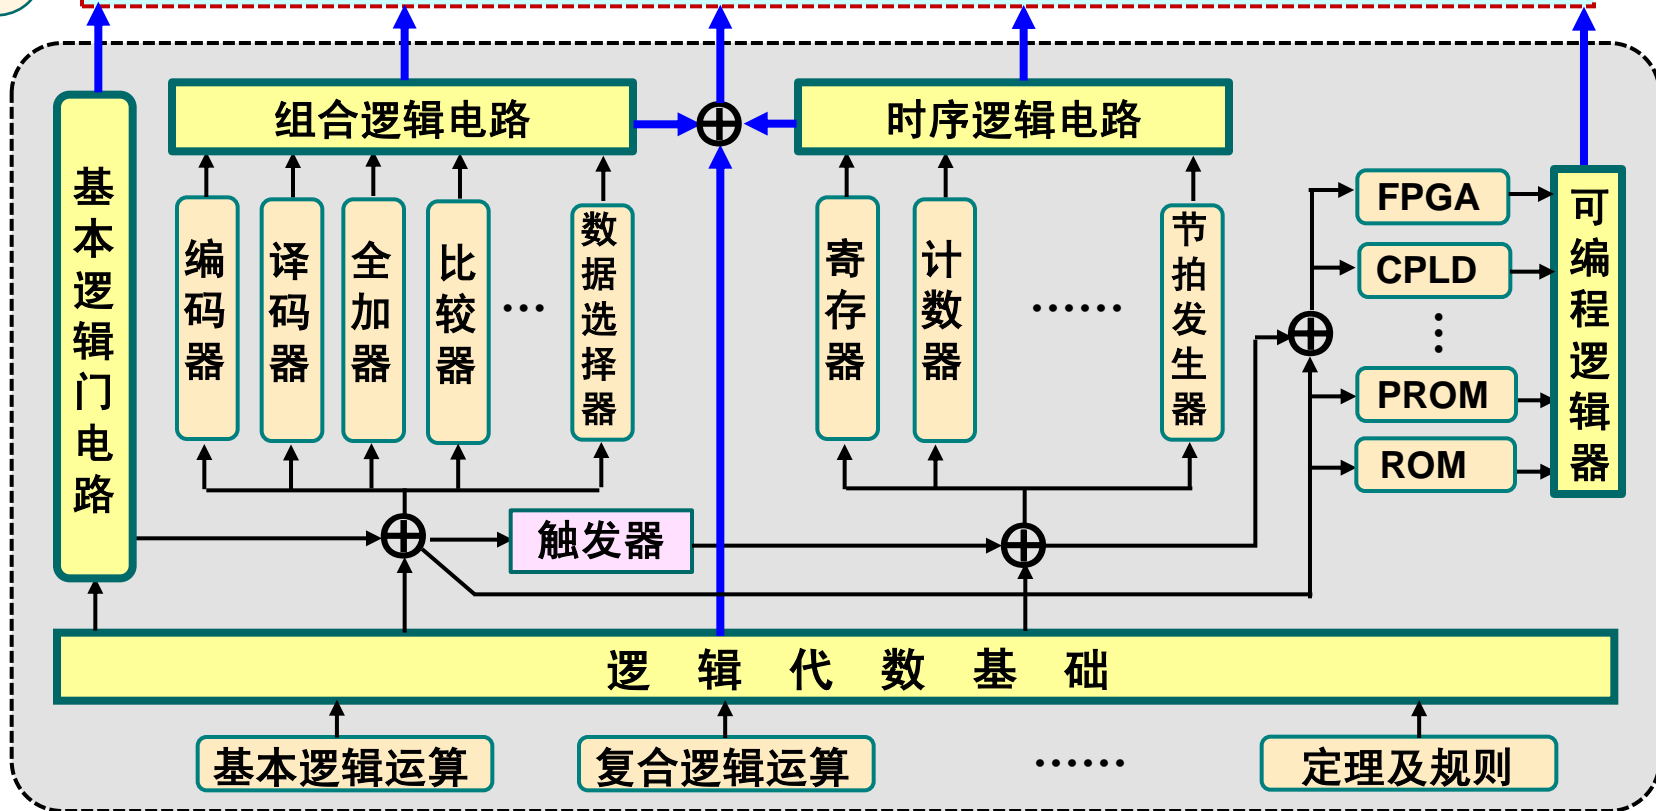 组合逻辑电路
时序逻辑电路
基本逻辑门电路
编码器
译码器
全加器
比较器
···
数据选择器
寄存器
计数器
·······
节拍发生器
FPGA
CPLD
PROM
ROM
可编程逻辑器
触发器
逻辑代数基础
基本逻辑运算
复合逻辑运算
·······
定理及规则